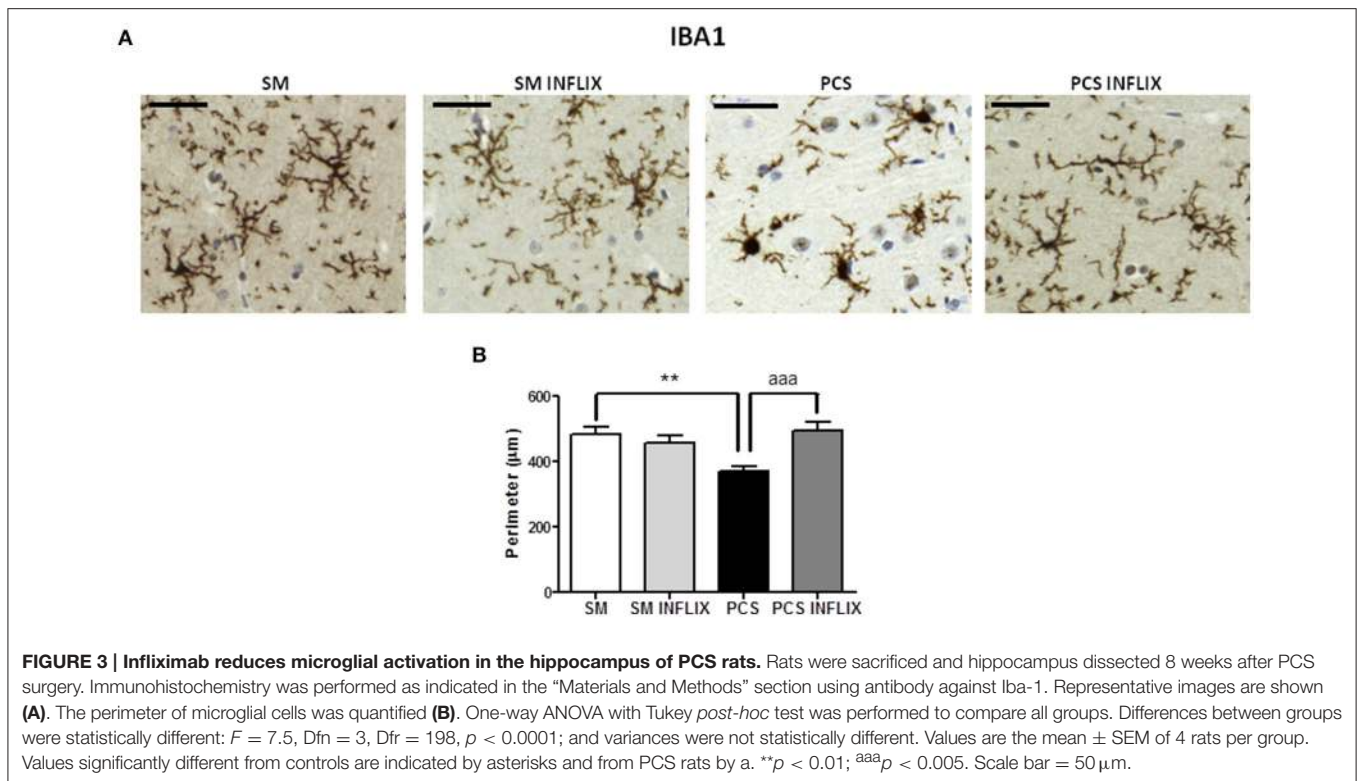 A
IBA1
SM SM INFLIX PCS PCS INFLIX
B
** aaa
600
400
200
0
Perimeter (μm)
SM SM INFLIX PCS PCS INFLIX
FIGURE 3 | Infliximab reduces microglial activation in the hippocampus of PCS rats. Rats were sacrificed and hippocampus dissected 8 weeks after PCS
surgery. Immunohistochemistry was performed as indicated in the “Materials and Methods” section using antibody against Iba-1. Representative images are shown
(A). The perimeter of microglial cells was quantified (B). One-way ANOVA with Tukey post-hoc test was performed to compare all groups. Differences between groups
were statistically different: F = 7.5, Dfn = 3, Dfr = 198, p < 0.0001; and variances were not statistically different. Values are the mean ± SEM of 4 rats per group.
Values significantly different from controls are indicated by asterisks and from PCS rats by a. **p < 0.01; aaap < 0.005. Scale bar = 50 μm.